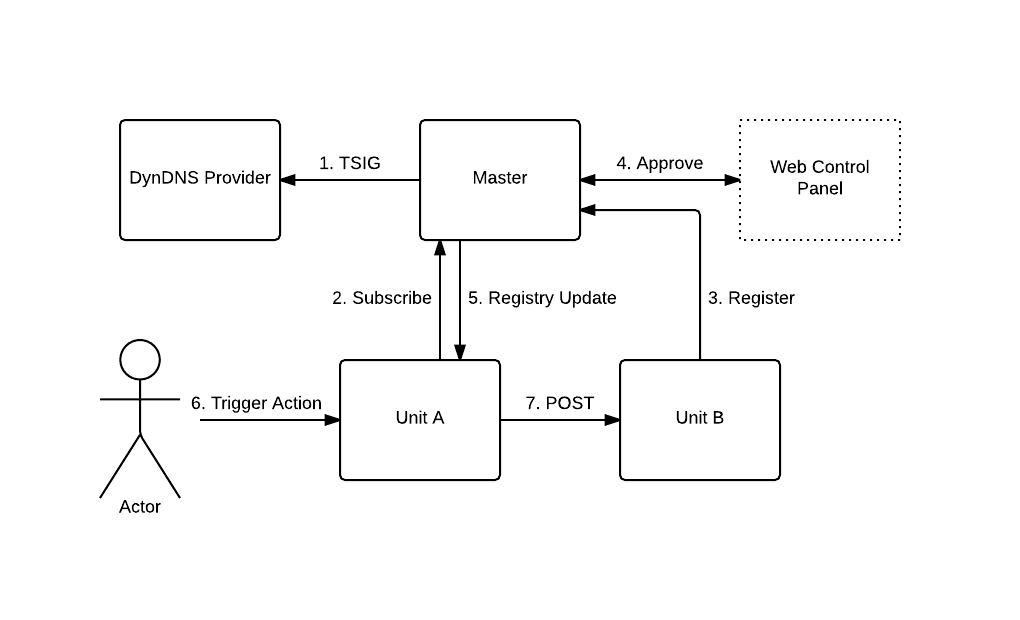 1. TSIG
4. Approve
DynDNS Provider
Master
Web Control
Panel
2. Subscribe
5. Registry Update
3. Register
6. Trigger Action
7. POST
Unit A
Unit B
Actor